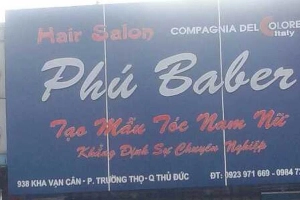 Hair Salon
COMPAGNIA DEL COLORE
Italy
Phú Baber
Tạo Mẫu Tóc Nam Nữ
Khẳng Định Sự Chuyên Nghiệp
938 KHA VẠN CÂN - P. TRƯỜNG THỌ - Q THỦ ĐỨC
ĐT: 0923 971 669 - 0984 7